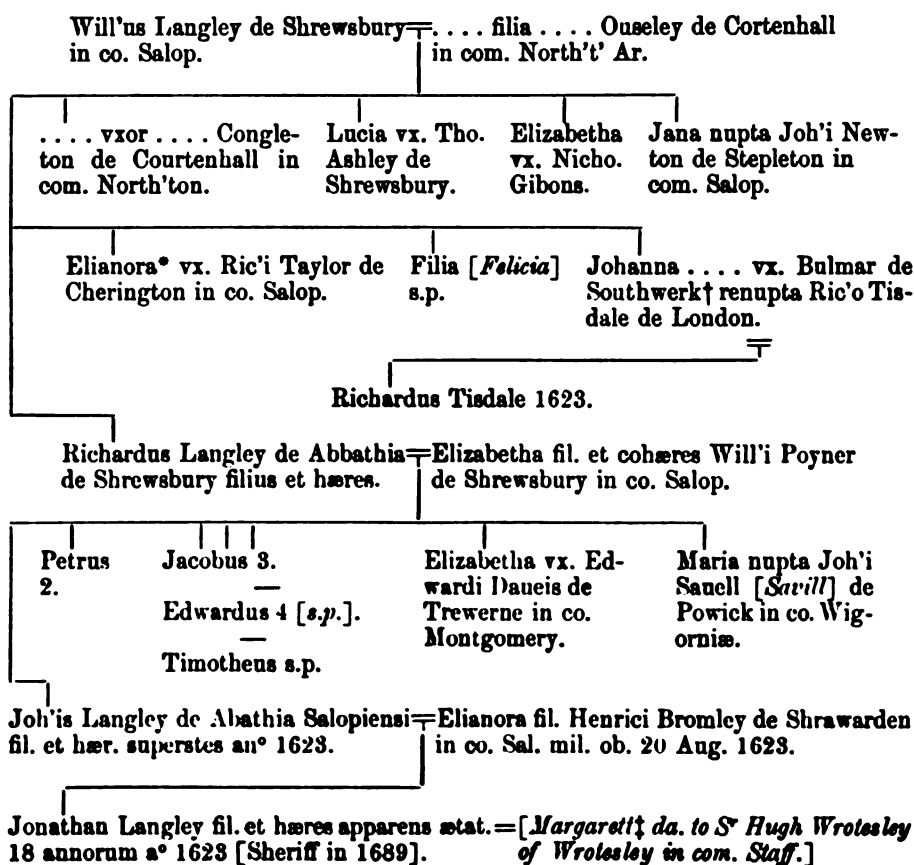 Will'us Langley de Shrewsbury
in co. Salop.
. . . . filia . . . . Ouseley de Cortenhall
in com. North't' Ar.
. . . . vxor . . . . Congle-
ton de Courtenhall in
com. North'ton.
Lucia vx. Tho.
Ashley de
Shrewsbury.
Elizabetha
vx. Nicho.
Gibons.
Jana nupta Joh'i New-
ton de Stepleton in
com. Salop.
Elianora* vx. Ric'i Taylor de
Cherington in co. Salop.
Filia [Felicia]
s.p.
Johanna . . . . vx. Bulmar de
Southwerk† renupta Ric'o Tis-
dale de London.
Richardus Tisdale 1623.
Richardus Langley de Abbathia
de Shrewsbury filius et hæres.
Elizabetha fil. et cohæres Will'i Poyner
de Shrewsbury in co. Salop.
Petrus
2.
Jacobus 3.
Edwardus 4 [s.p.].
Timotheus s.p.
Elizabetha vx. Ed-
wardi Daueis de
Trewerne in co.
Montgomery.
Maria nupta Joh'i
Sauell [Savill] de
Powick in co. Wig-
orniæ.
Joh'is Langley de Abathia Salopiensi
fil. et hær. superstes an° 1623.
Elianora fil. Henrici Bromley de Shrawarden
in co. Sal. mil. ob. 20 Aug. 1623.
Jonathan Langley fil. et hæres apparens ætat.
18 annorum a° 1623 [Sheriff in 1689].
=[Margarett‡ da. to Sʳ Hugh Wrotesley
of Wrotesley in com. Staff.]